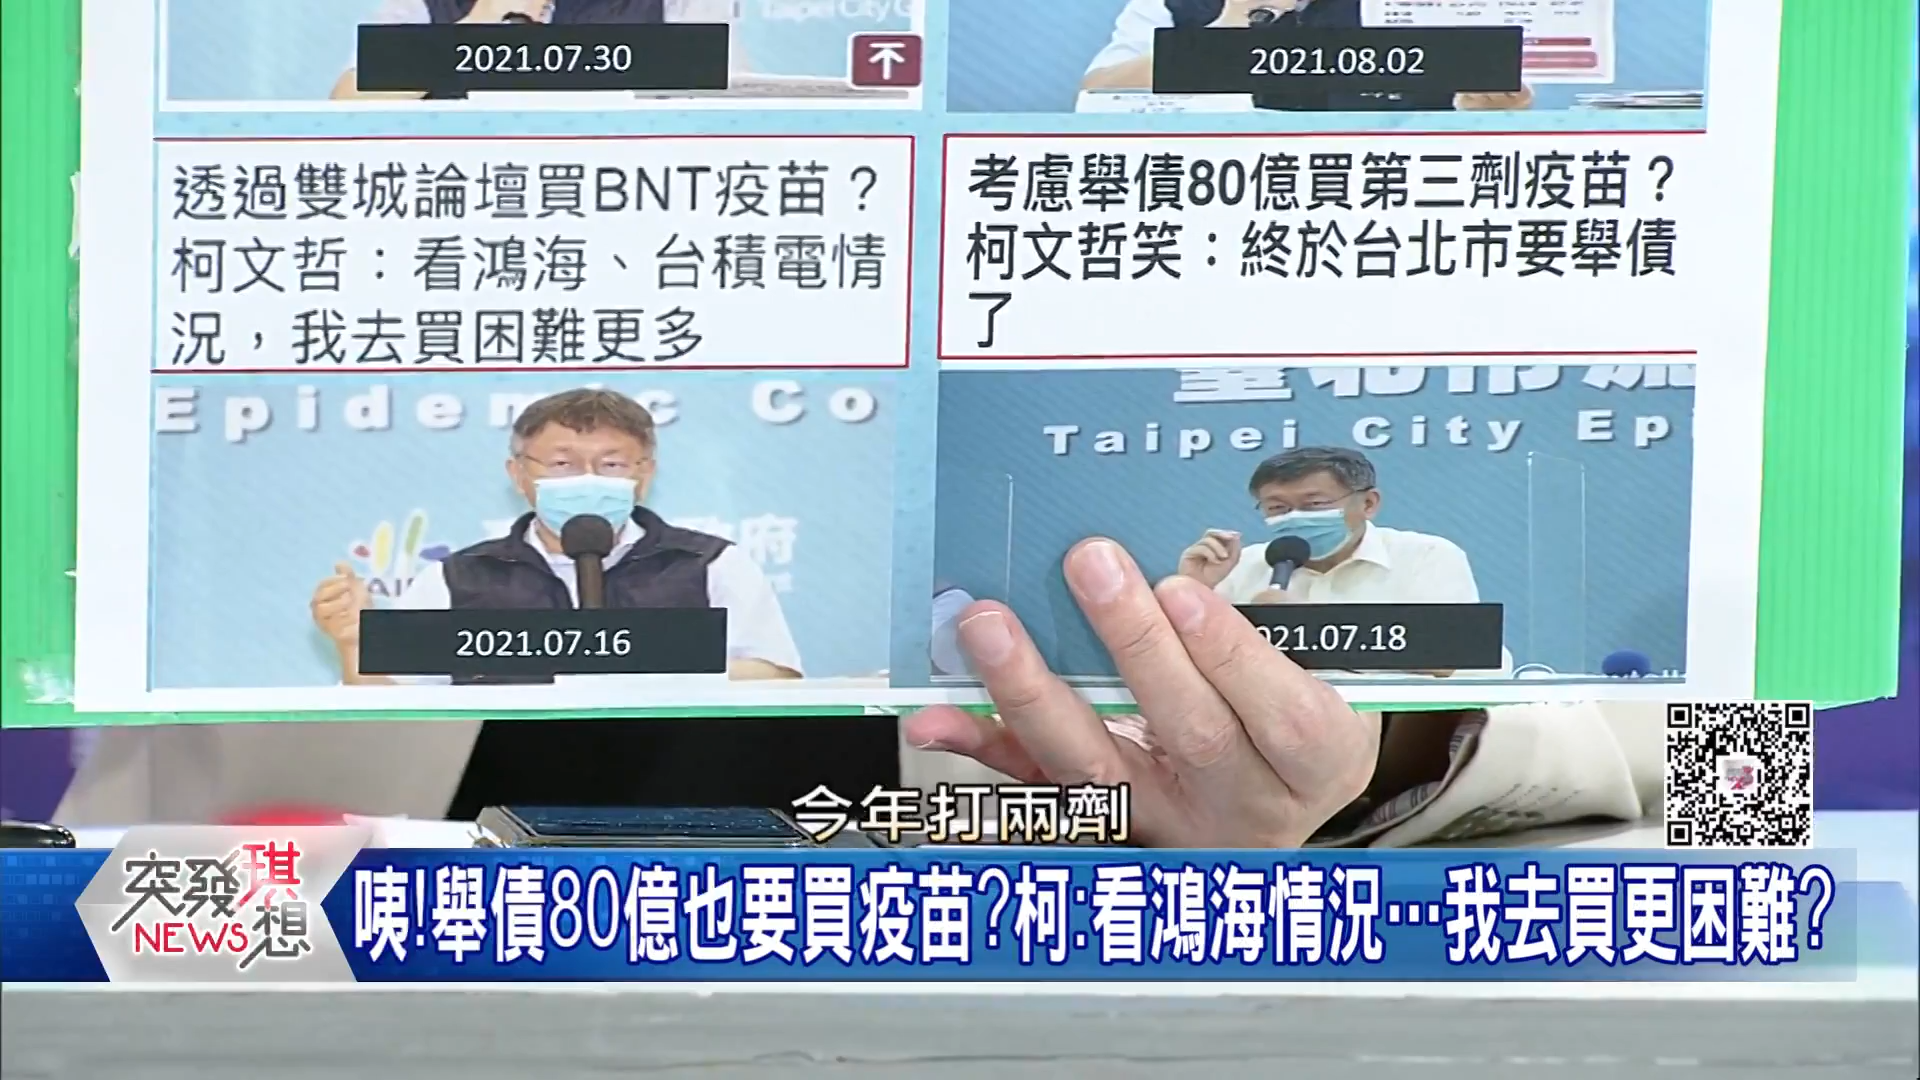 2021.07.30
2021.08.02
透過雙城論壇買BNT疫苗？
柯文哲：看鴻海、台積電情
況，我去買困難更多
考慮舉債80億買第三劑疫苗？
柯文哲笑：終於台北市要舉債
了
Epidemic Co
府
2021.07.16
Taipei City Ep
21.07.18
今年打兩劑
突發琪想
NEWS
咦!舉債80億也要買疫苗?柯:看鴻海情況…我去買更困難?